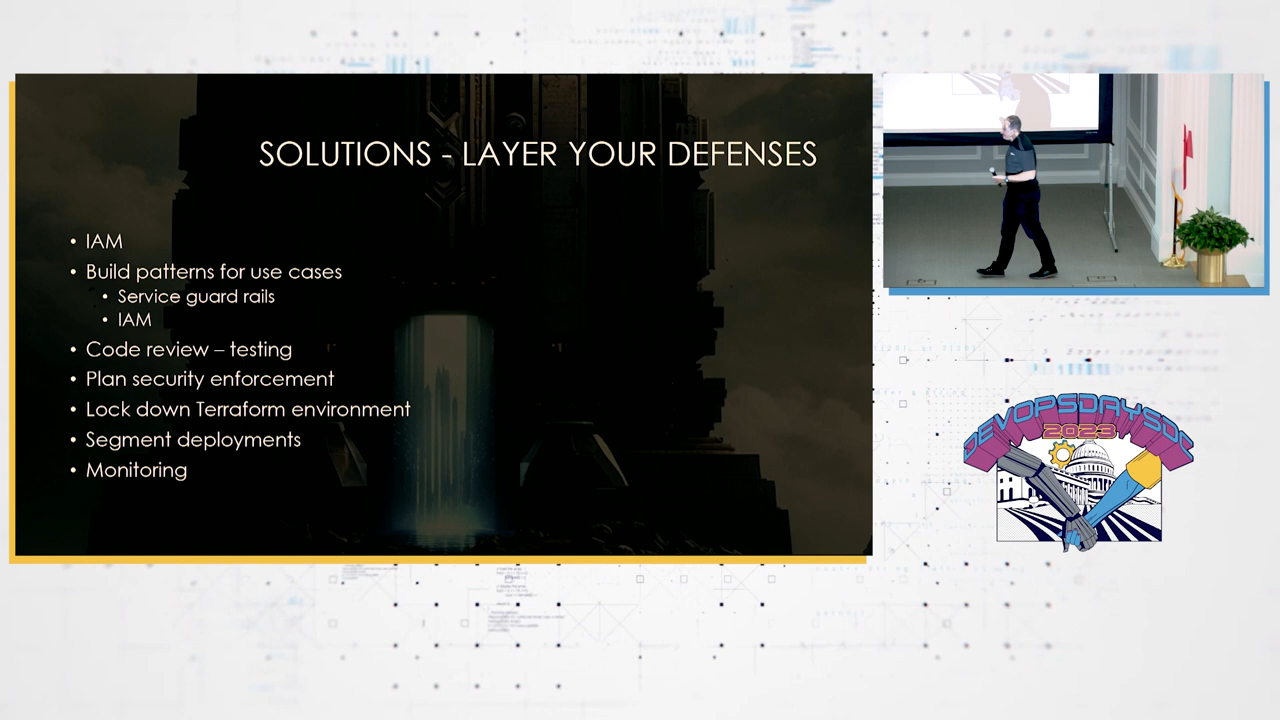 SOLUTIONS - LAYER YOUR DEFENSES
• IAM
• Build patterns for use cases
• Service guard rails
• IAM
• Code review – testing
• Plan security enforcement
• Lock down Terraform environment
• Segment deployments
• Monitoring
DEVOPSDAYSDC
2023